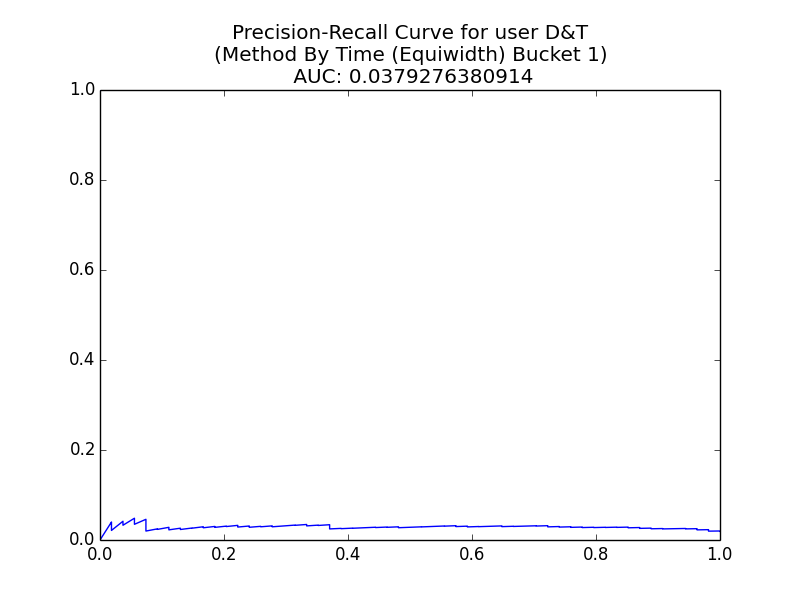 Precision-Recall Curve for user D&T
(Method By Time (Equiwidth) Bucket 1)
AUC: 0.0379276380914
1.0
0.8
0.6
0.4
0.2
0.0
0.0 0.2 0.4 0.6 0.8 1.0